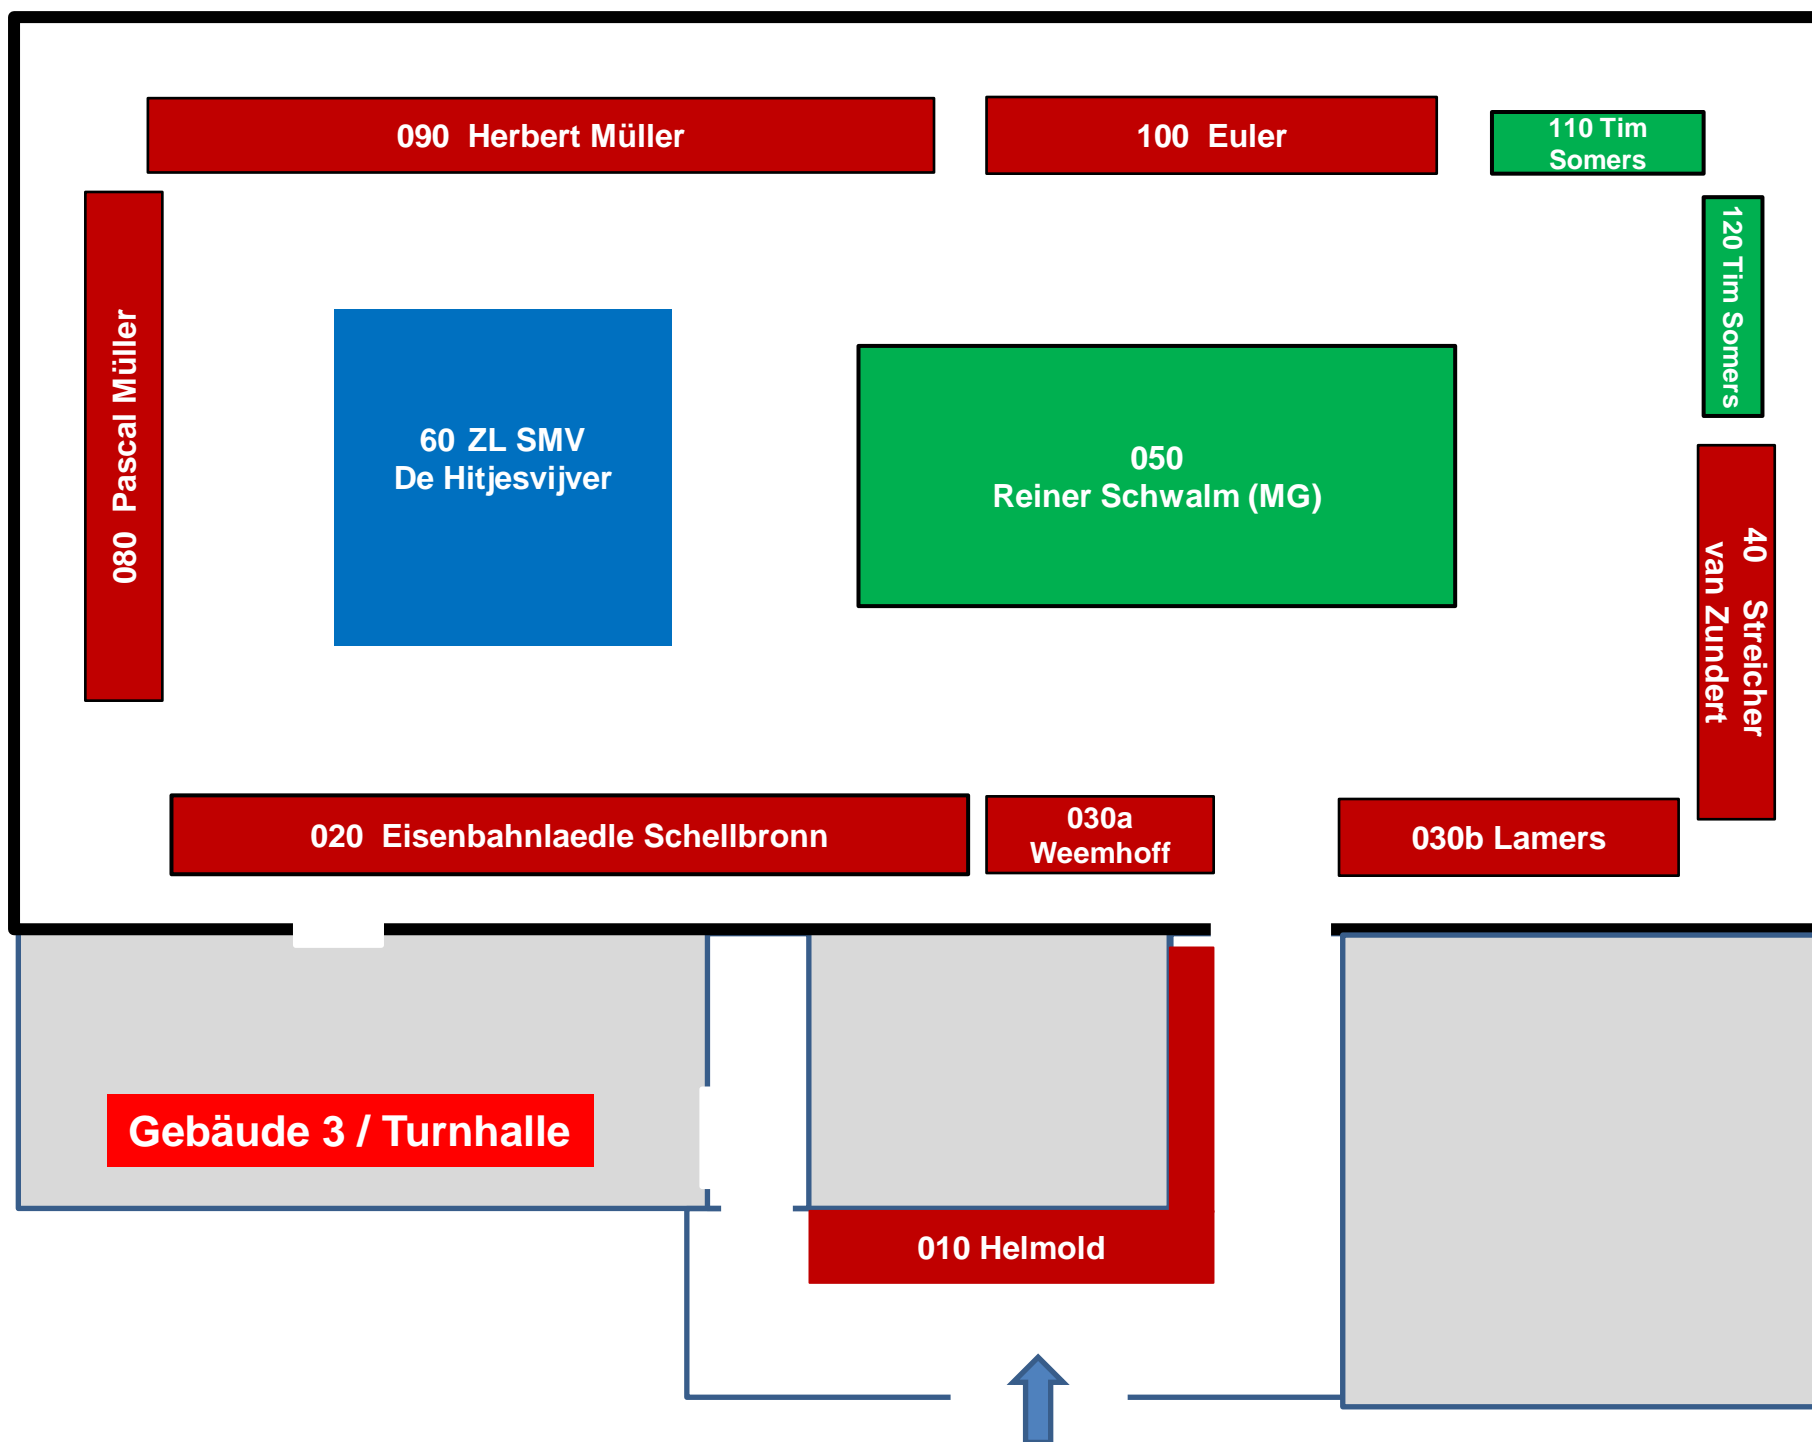 090 Herbert Müller
100 Euler
110 Tim
Somers
120 Tim Somers
080 Pascal Müller
60 ZL SMV
De Hitjesvijver
050
Reiner Schwalm (MG)
40 Streicher
van Zundert
020 Eisenbahnlaedle Schellbronn
030a
Weemhoff
030b Lamers
Gebäude 3 / Turnhalle
010 Helmold